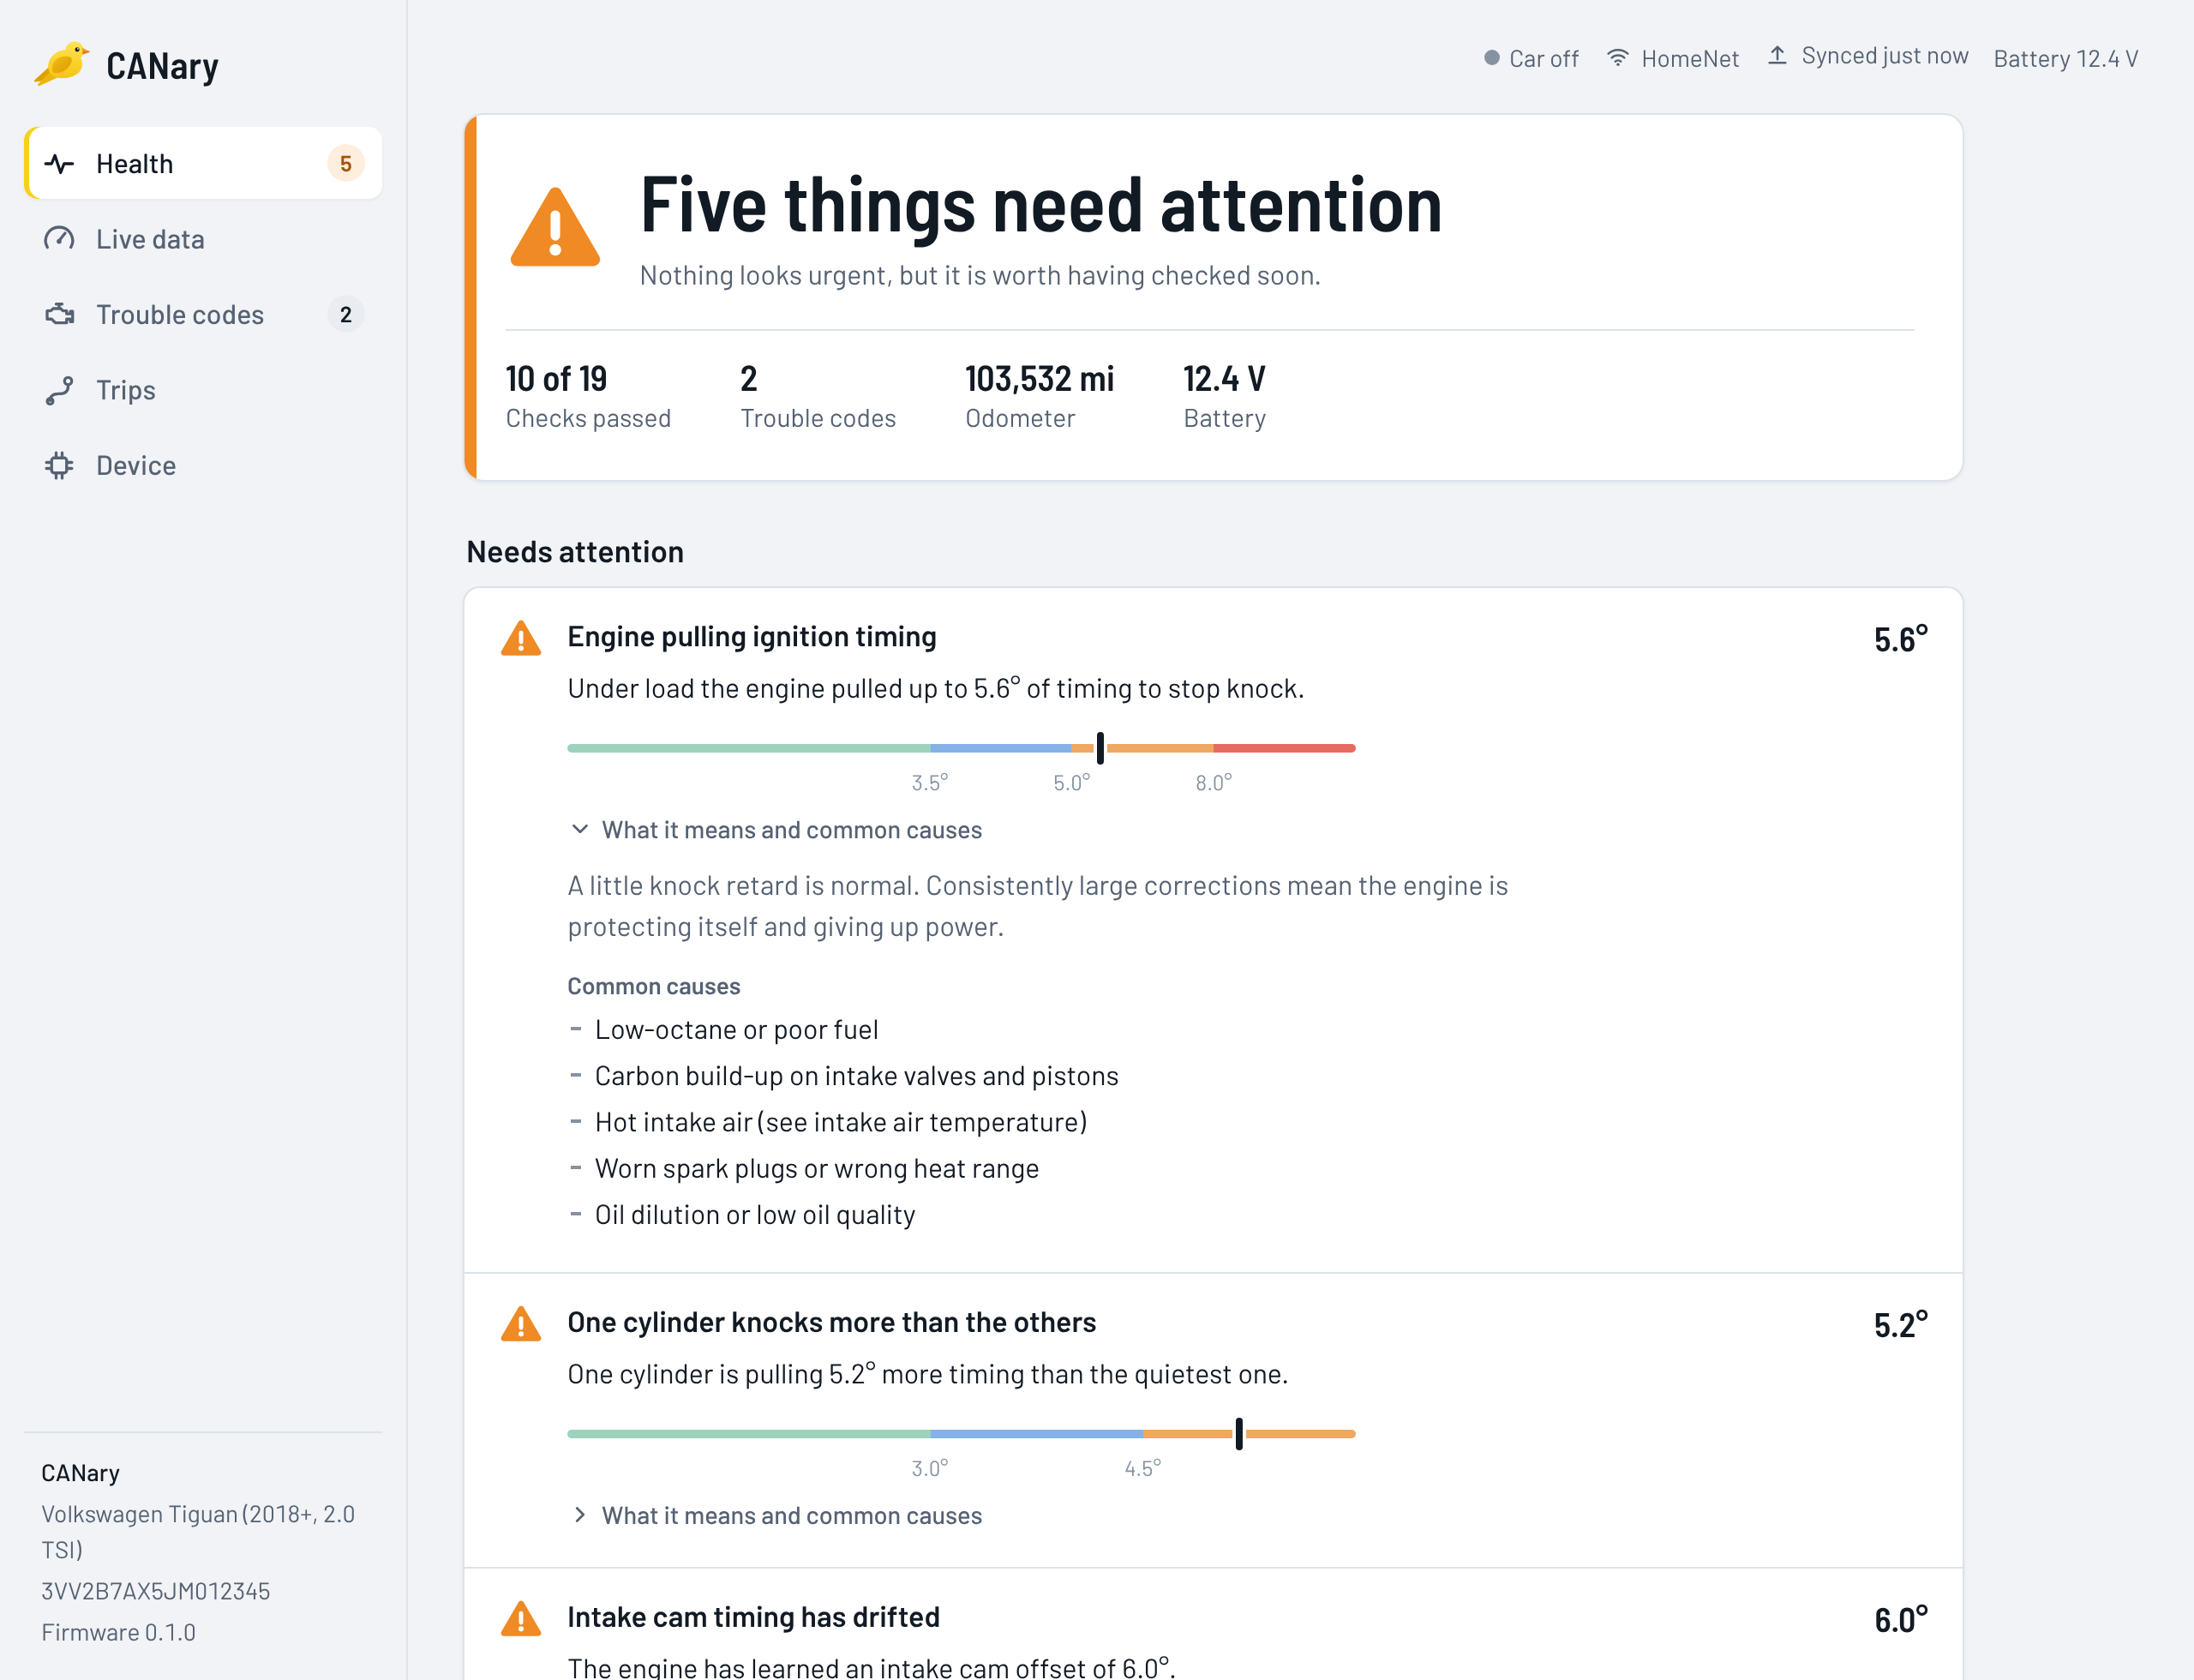 CANary
Health 5
Live data
Trouble codes 2
Trips
Device
CANary
Volkswagen Tiguan (2018+, 2.0
TSI)
3VV2B7AX5JM012345
Firmware 0.1.0
Car off HomeNet Synced just now Battery 12.4 V
Five things need attention
Nothing looks urgent, but it is worth having checked soon.
10 of 19 2 103,532 mi 12.4 V
Checks passed Trouble codes Odometer Battery
Needs attention
Engine pulling ignition timing 5.6°
Under load the engine pulled up to 5.6° of timing to stop knock.
3.5° 5.0° 8.0°
What it means and common causes
A little knock retard is normal. Consistently large corrections mean the engine is
protecting itself and giving up power.
Common causes
- Low-octane or poor fuel
- Carbon build-up on intake valves and pistons
- Hot intake air (see intake air temperature)
- Worn spark plugs or wrong heat range
- Oil dilution or low oil quality
One cylinder knocks more than the others 5.2°
One cylinder is pulling 5.2° more timing than the quietest one.
3.0° 4.5°
What it means and common causes
Intake cam timing has drifted 6.0°
The engine has learned an intake cam offset of 6.0°.